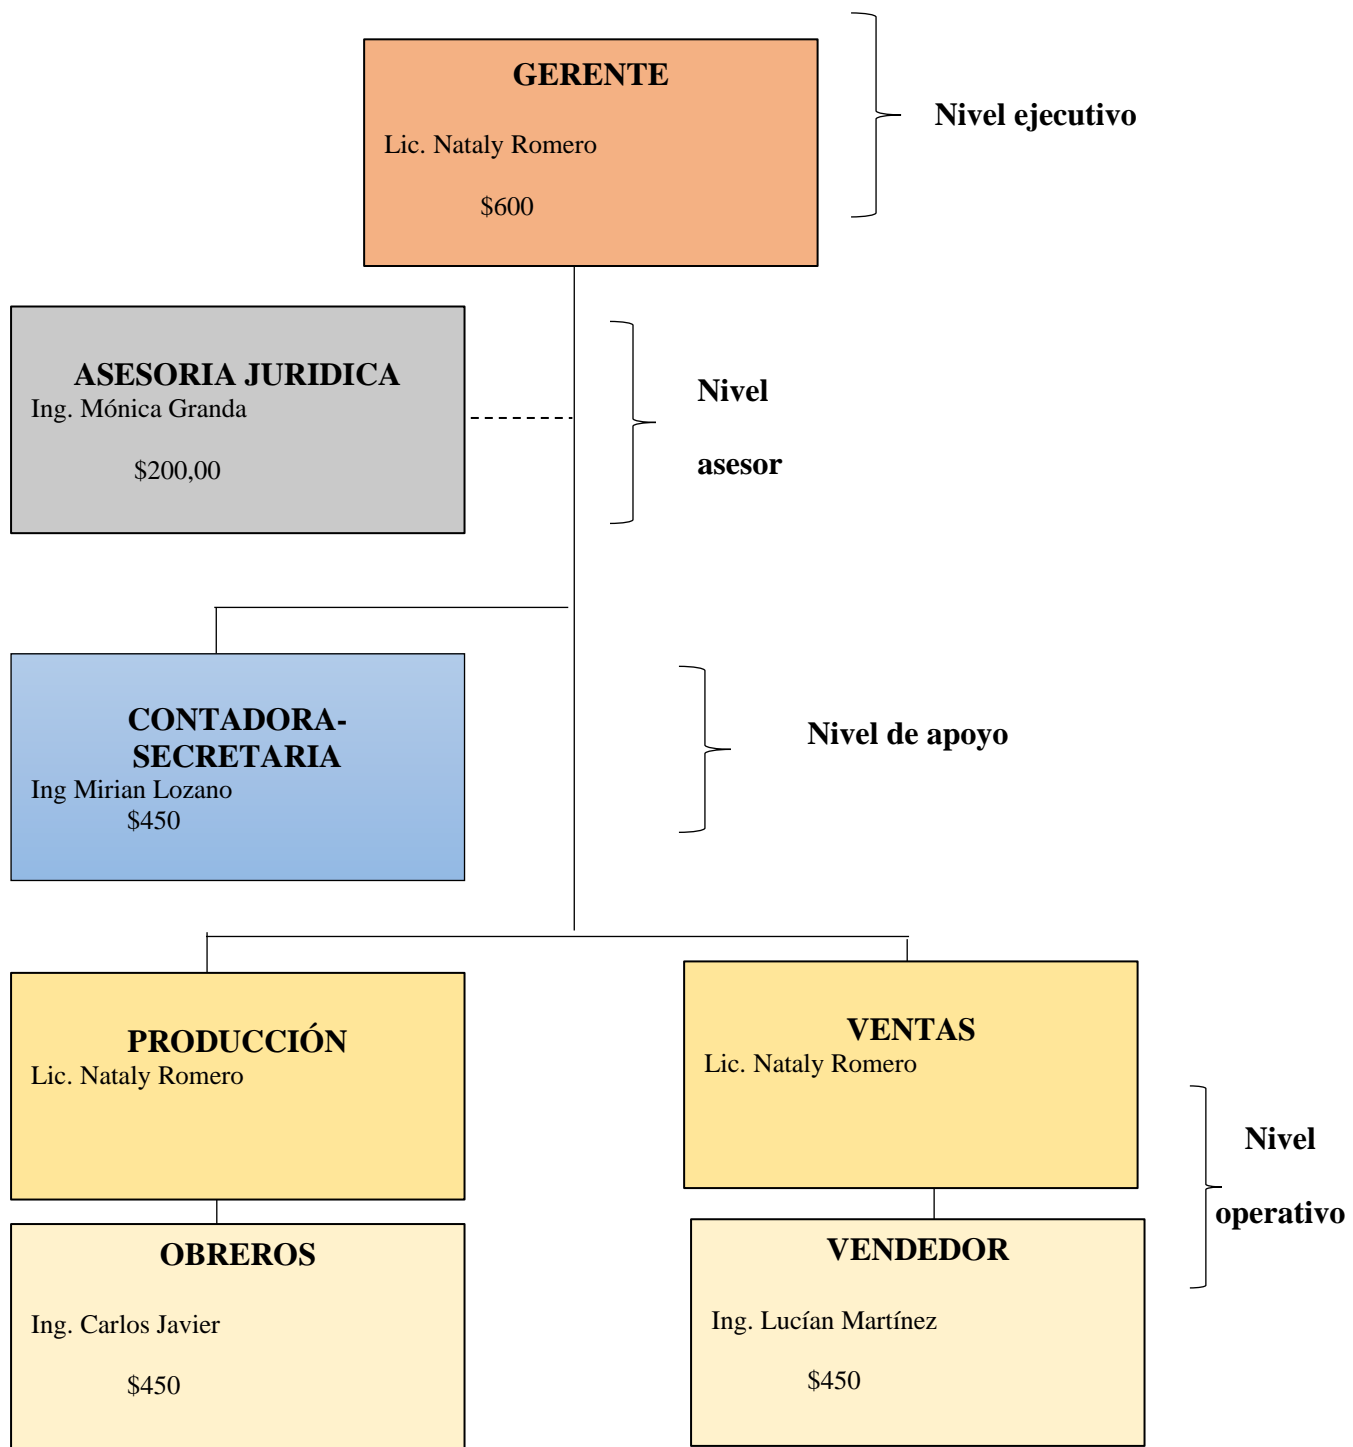 GERENTE
Lic. Nataly Romero
$600
Nivel ejecutivo
ASESORIA JURIDICA
Ing. Mónica Granda
$200,00
Nivel
asesor
CONTADORA-
SECRETARIA
Ing Mirian Lozano
$450
Nivel de apoyo
PRODUCCIÓN
Lic. Nataly Romero
VENTAS
Lic. Nataly Romero
Nivel
operativo
OBREROS
Ing. Carlos Javier
$450
VENDEDOR
Ing. Lucían Martínez
$450